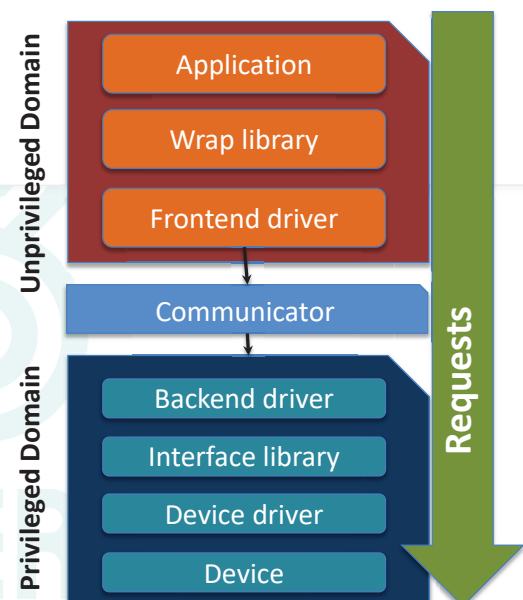 Unprivileged Domain
Application
Wrap library
Frontend driver
Communicator
Privileged Domain
Backend driver
Interface library
Device driver
Device
Requests